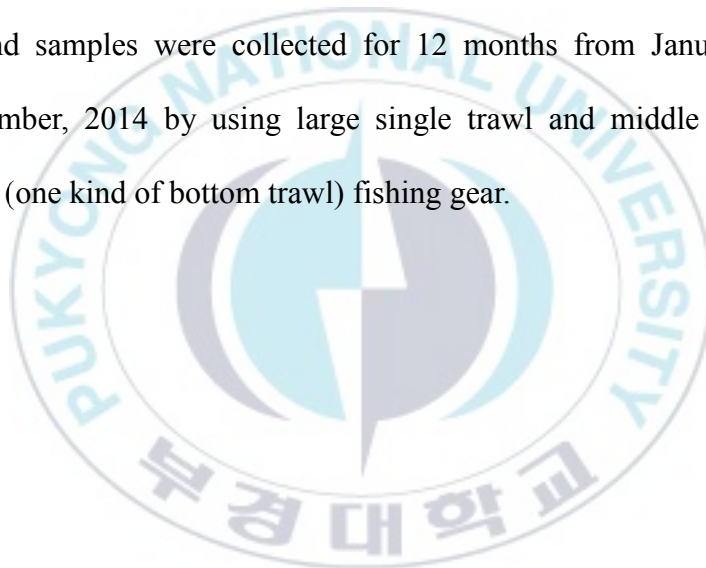 nd samples were collected for 12 months from Janu
mber, 2014 by using large single trawl and middle
(one kind of bottom trawl) fishing gear.
PUKYONG NATIONAL UNIVERSITY
부경대학교